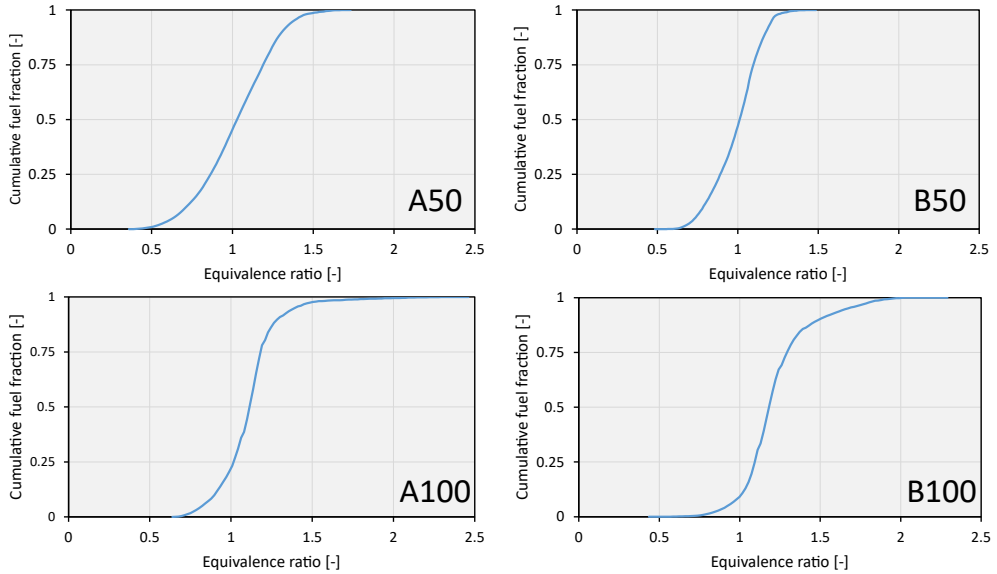 Cumulative fuel fraction [-]
1
0.75
0.5
0.25
0
0 0.5 1 1.5 2 2.5
Equivalence ratio [-]
A50
Cumulative fuel fraction [-]
1
0.75
0.5
0.25
0
0 0.5 1 1.5 2 2.5
Equivalence ratio [-]
B50
Cumulative fuel fraction [-]
1
0.75
0.5
0.25
0
0 0.5 1 1.5 2 2.5
Equivalence ratio [-]
A100
Cumulative fuel fraction [-]
1
0.75
0.5
0.25
0
0 0.5 1 1.5 2 2.5
Equivalence ratio [-]
B100